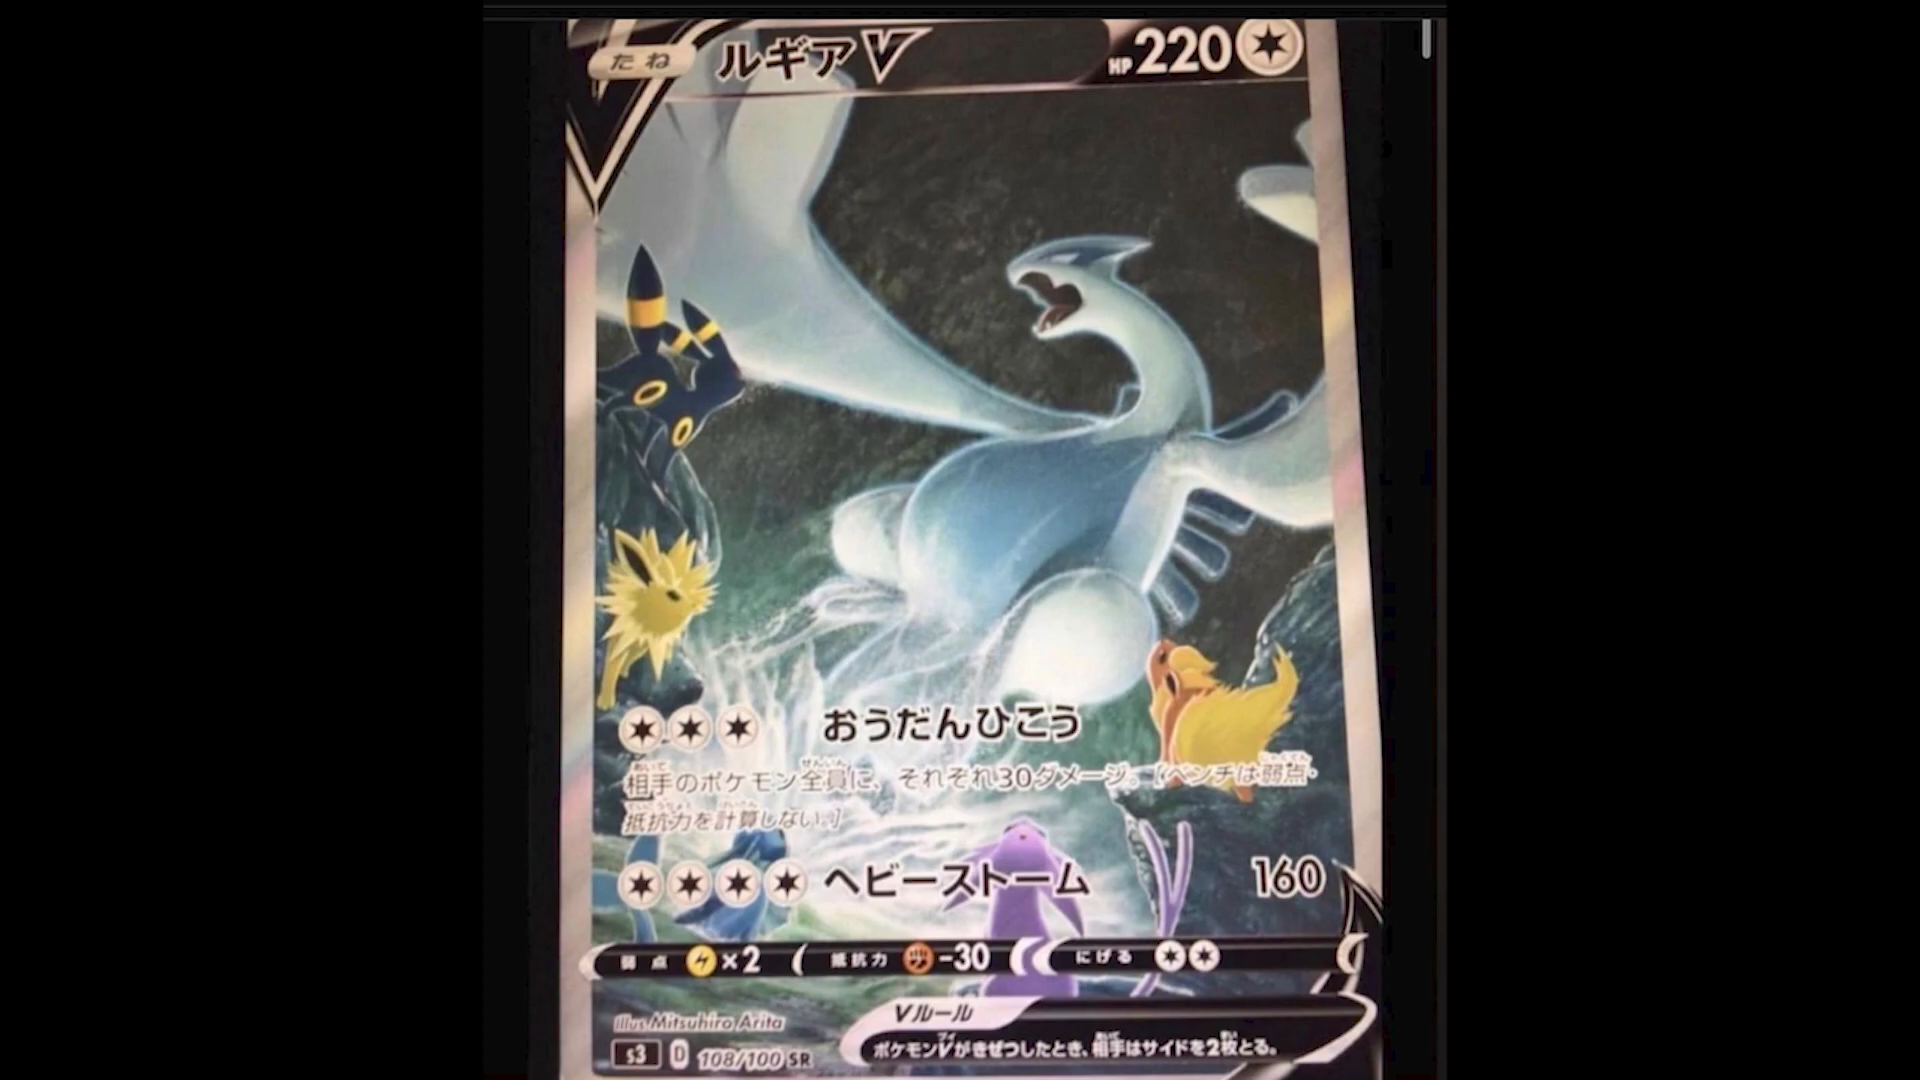 たね ルギアV HP220
おうだんひこう
相手のポケモン全員に、それぞれ30ダメージ。[ベンチは弱点・
抵抗力を計算しない。]
ヘビーストーム 160
弱点 ×2 抵抗力 -30 にげる
Vルール
ポケモンVがきぜつしたとき、相手はサイドを2枚とる。
Illus. Mitsuhiro Arita
s3 D 108/100 SR